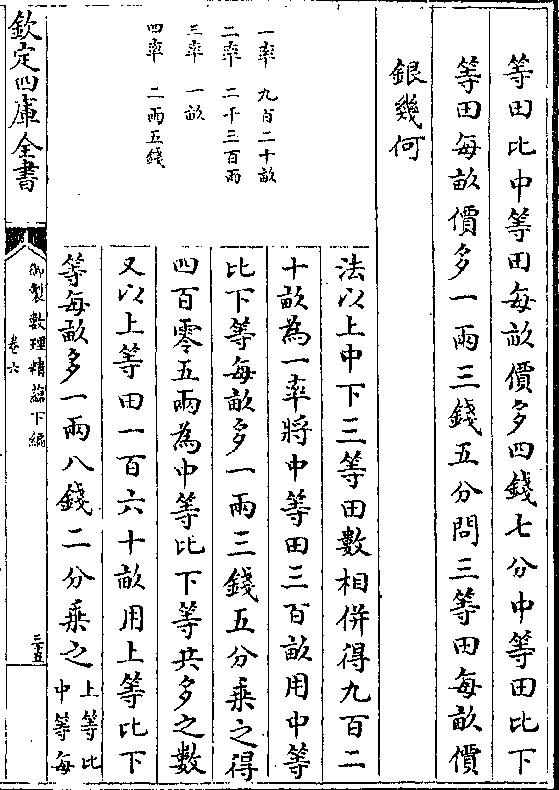 等田比中等田每畝價多四錢七分中等田比下
等田每畝價多一兩三錢五分問三等田每畝價
銀幾何
法以上中下三等田數相併得九百二
十畝為一率將中等田三百畝用中等
比下等每畝多一兩三錢五分乗之得
四百零五兩為中等比下等共多之數
又以上等田一百六十畝用上等比下
等每畝多一兩八錢二分乗之
上等比
中等每
一率 九百二十畝
二率 二千三百兩
三率 一畝
四率 二兩五錢
欽定四庫全書
御製數理精藴下編
卷六
三十五